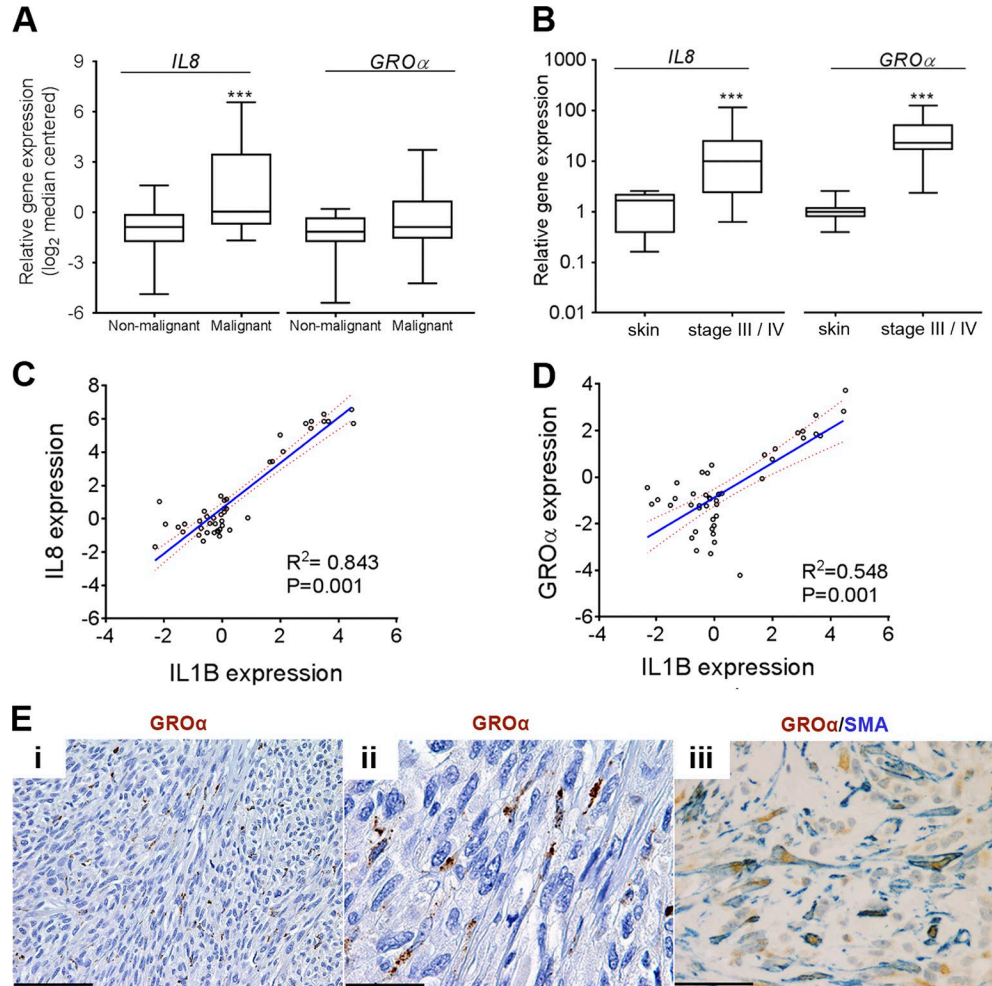 A
IL8
GROα
***
Relative gene expression
(log2 median centered)
9
6
3
0
-3
-6
Non-malignant
Malignant
Non-malignant
Malignant
B
IL8
GROα
***
***
Relative gene expression
1000
100
10
1
0.1
0.01
skin
stage III / IV
skin
stage III / IV
C
IL8 expression
8
6
4
2
0
-2
-4
-6
-4
-2
0
2
4
6
R2= 0.843
P=0.001
IL1B expression
D
GROα expression
4
2
0
-2
-4
-6
-4
-2
0
2
4
6
R2=0.548
P=0.001
IL1B expression
E
GROα
GROα
GROα/SMA
i
ii
iii